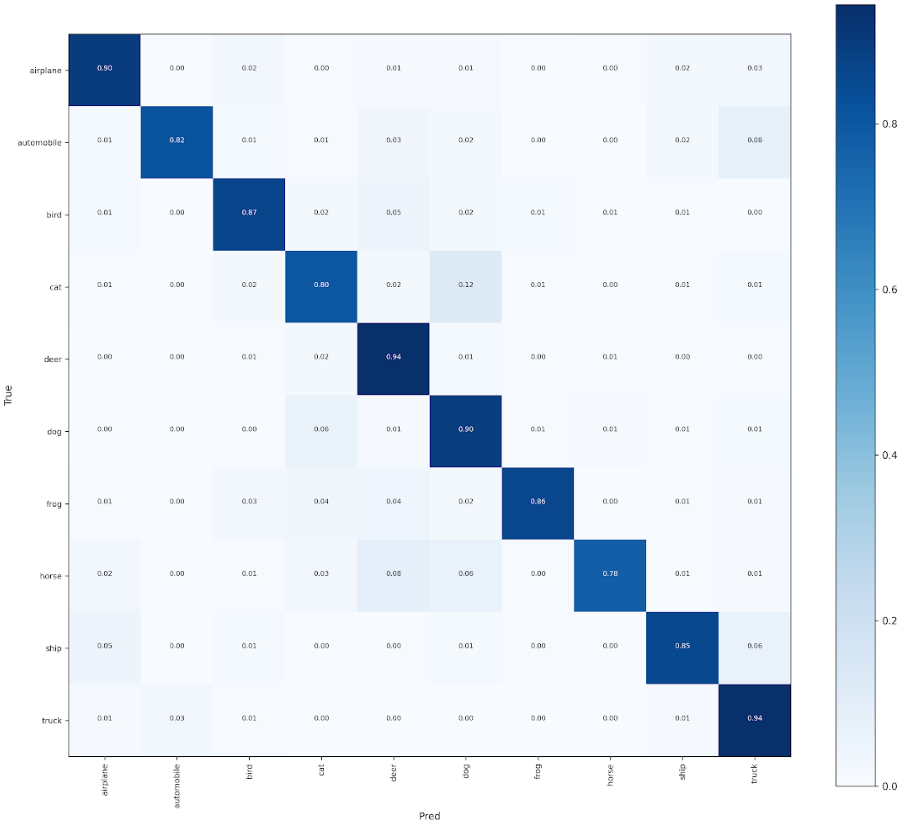 airplane 0.90 0.00 0.02 0.00 0.01 0.01 0.00 0.00 0.02 0.03
automobile 0.01 0.82 0.01 0.01 0.03 0.02 0.00 0.00 0.02 0.08
0.8
bird 0.01 0.00 0.87 0.02 0.05 0.02 0.01 0.01 0.01 0.00
cat 0.01 0.00 0.02 0.80 0.02 0.12 0.01 0.00 0.01 0.01
0.6
deer 0.00 0.00 0.01 0.02 0.94 0.01 0.00 0.01 0.00 0.00
True
dog 0.00 0.00 0.00 0.06 0.01 0.90 0.01 0.01 0.00 0.01
0.4
frog 0.01 0.00 0.03 0.04 0.04 0.02 0.86 0.00 0.01 0.01
horse 0.02 0.00 0.01 0.03 0.08 0.06 0.00 0.78 0.01 0.01
0.2
ship 0.05 0.00 0.01 0.00 0.00 0.01 0.00 0.00 0.85 0.06
truck 0.01 0.03 0.01 0.00 0.00 0.00 0.00 0.00 0.01 0.94
0.0
airplane automobile bird cat deer dog frog horse ship truck
Pred